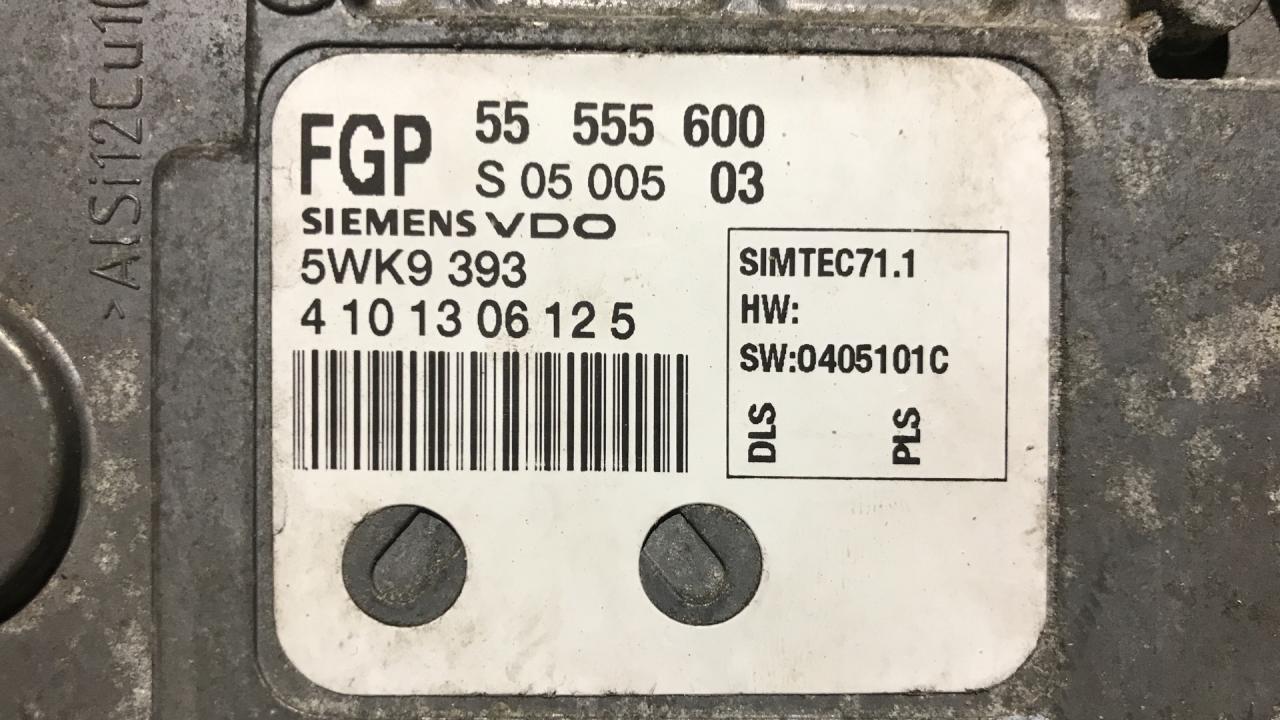 >AlSi12Cu1
FGP
55 555 600
S 05 005 03
SIEMENS VDO
5WK9 393
4 10 13 06 12 5
SIMTEC71.1
HW:
SW:0405101C
DLS PLS